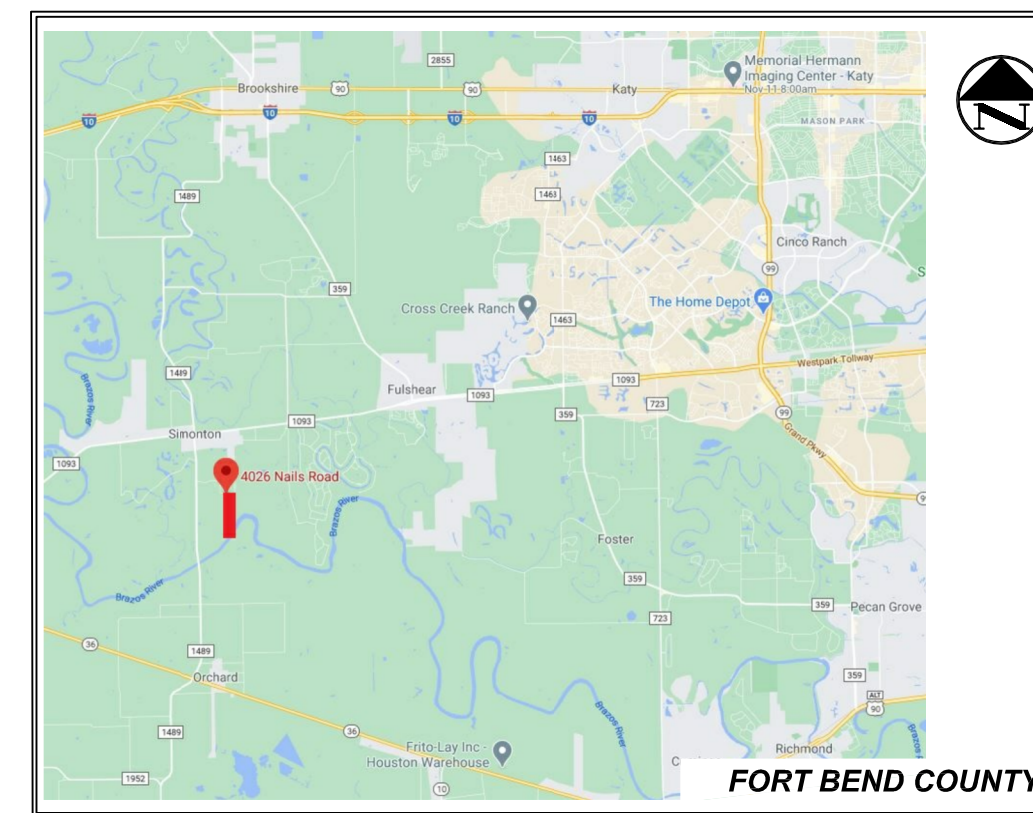 2855
Memorial Hermann
Imaging Center - Katy
Nov 11 8:00am
Brookshire
90
90
Katy
10
10
10
10
MASON PARK
N
1463
1463
1489
Cinco Ranch
99
359
Cross Creek Ranch
The Home Depot
1463
Westpark Tollway
1489
1093
Fulshear
1093
723
359
99
Grand Pkwy
Brazos River
1093
Simonton
1093
4026 Nails Road
99
Brazos River
Foster
Brazos River
359
359
Pecan Grove
723
36
1489
Orchard
359
ALT
90
Brazos River
1489
36
Frito-Lay Inc -
Houston Warehouse
Richmond
1952
10
FORT BEND COUNTY